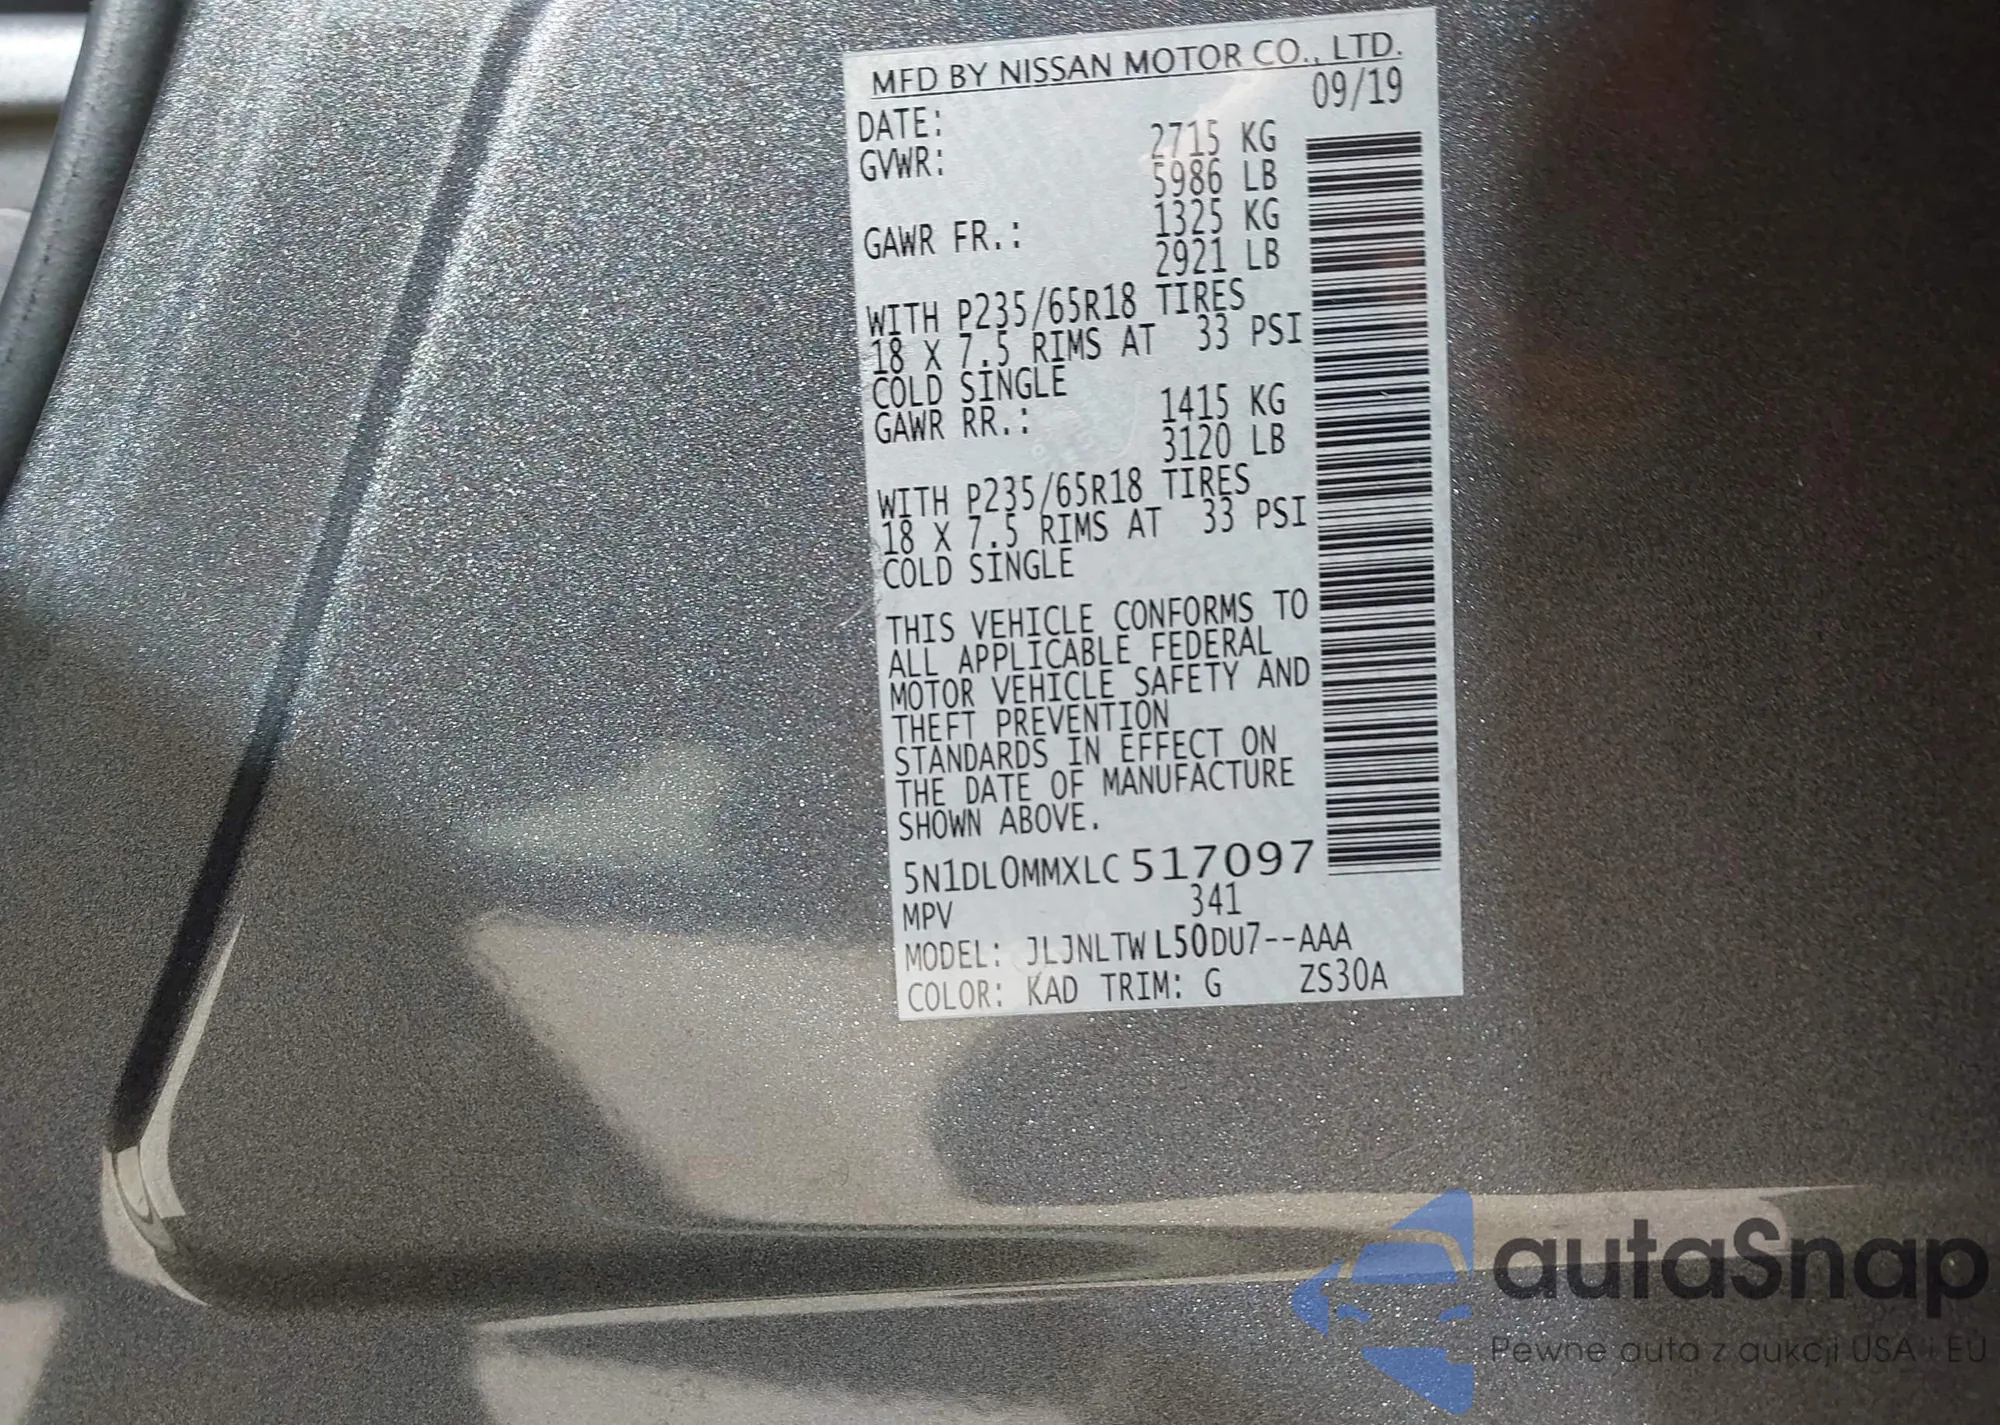 MFD BY NISSAN MOTOR CO., LTD.
DATE: 09/19
GVWR: 2715 KG
5986 LB
GAWR FR.: 1325 KG
2921 LB
WITH P235/65R18 TIRES
18 X 7.5 RIMS AT 33 PSI
COLD SINGLE
GAWR RR.: 1415 KG
3120 LB
WITH P235/65R18 TIRES
18 X 7.5 RIMS AT 33 PSI
COLD SINGLE
THIS VEHICLE CONFORMS TO
ALL APPLICABLE FEDERAL
MOTOR VEHICLE SAFETY AND
THEFT PREVENTION
STANDARDS IN EFFECT ON
THE DATE OF MANUFACTURE
SHOWN ABOVE.
5N1DL0MMXLC 517097
MPV 341
MODEL: JLJNLTW L50DU7--AAA
COLOR: KAD TRIM: G ZS30A
autaSnap
Pewne auta z aukcji USA i EU